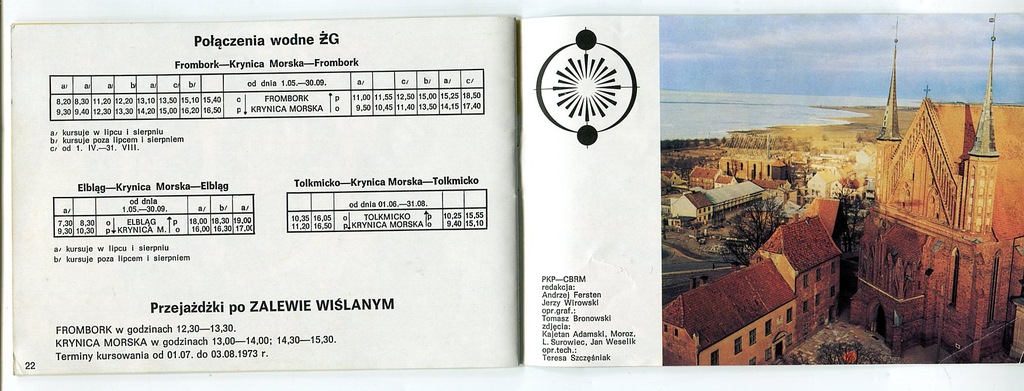 Połączenia wodne ŻG
Frombork—Krynica Morska—Frombork
a/ a/ a/ b/ a/ c/ b/ od dnia 1.05.—30.09. a/ c/ b/ a/ c/
8,20 8,30 11,20 12,20 13,10 13,50 15,10 15,40 c FROMBORK p 11,00 11,55 12,50 15,00 15,25 18,50
9,30 9,40 12,30 13,30 14,20 15,00 16,20 16,50 p KRYNICA MORSKA o 9,50 10,45 11,40 13,50 14,15 17,40
a/ kursuje w lipcu i sierpniu
b/ kursuje poza lipcem i sierpniem
c/ od 1. IV.—31. VIII.
Elbląg—Krynica Morska—Elbląg
a/ od dnia 1.05.—30.09. a/ b/ a/
7,30 8,30 o ELBLĄG p 18,00 18,30 19,00
9,30 10,30 p KRYNICA M. o 16,00 16,30 17,00
a/ kursuje w lipcu i sierpniu
b/ kursuje poza lipcem i sierpniem
Tolkmicko—Krynica Morska—Tolkmicko
od dnia 01.06.—31.08.
10,35 16,05 o TOLKMICKO p 10,25 15,55
11,20 16,50 p KRYNICA MORSKA o 9,40 15,10
Przejażdżki po ZALEWIE WIŚLANYM
FROMBORK w godzinach 12,30—13,30.
KRYNICA MORSKA w godzinach 13,00—14,00; 14,30—15,30.
Terminy kursowania od 01.07. do 03.08.1973 r.
22
PKP—CBRM
redakcja:
Andrzej Fersten
Jerzy Wirowski
opr.graf.:
Tomasz Bronowski
zdjęcia:
Kajetan Adamski, Moroz,
L. Surowiec, Jan Weselik
opr.tech.:
Teresa Szcześniak